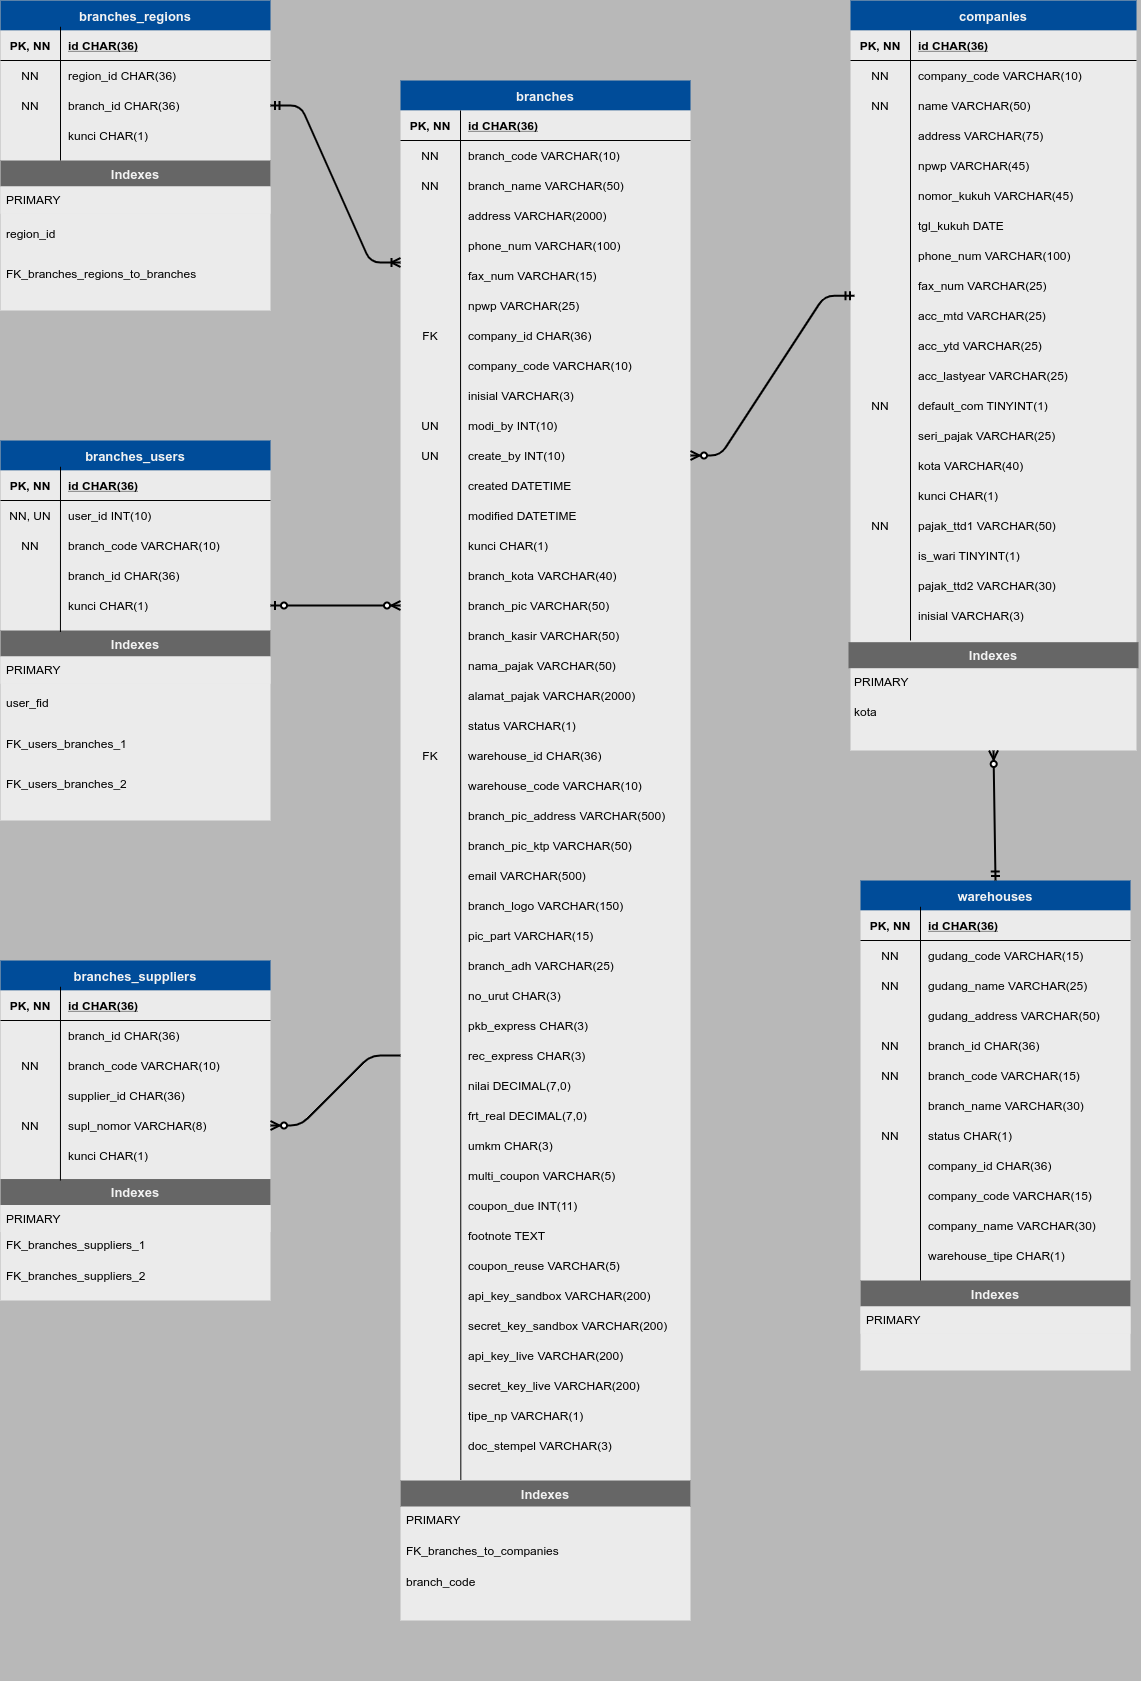 branches_regions
PK, NN id CHAR(36)
NN region_id CHAR(36)
NN branch_id CHAR(36)
kunci CHAR(1)
Indexes
PRIMARY
region_id
FK_branches_regions_to_branches
branches_users
PK, NN id CHAR(36)
NN, UN user_id INT(10)
NN branch_code VARCHAR(10)
branch_id CHAR(36)
kunci CHAR(1)
Indexes
PRIMARY
user_fid
FK_users_branches_1
FK_users_branches_2
branches_suppliers
PK, NN id CHAR(36)
branch_id CHAR(36)
NN branch_code VARCHAR(10)
supplier_id CHAR(36)
NN supl_nomor VARCHAR(8)
kunci CHAR(1)
Indexes
PRIMARY
FK_branches_suppliers_1
FK_branches_suppliers_2
branches
PK, NN id CHAR(36)
NN branch_code VARCHAR(10)
NN branch_name VARCHAR(50)
address VARCHAR(2000)
phone_num VARCHAR(100)
fax_num VARCHAR(15)
npwp VARCHAR(25)
FK company_id CHAR(36)
company_code VARCHAR(10)
inisial VARCHAR(3)
UN modi_by INT(10)
UN create_by INT(10)
created DATETIME
modified DATETIME
kunci CHAR(1)
branch_kota VARCHAR(40)
branch_pic VARCHAR(50)
branch_kasir VARCHAR(50)
nama_pajak VARCHAR(50)
alamat_pajak VARCHAR(2000)
status VARCHAR(1)
FK warehouse_id CHAR(36)
warehouse_code VARCHAR(10)
branch_pic_address VARCHAR(500)
branch_pic_ktp VARCHAR(50)
email VARCHAR(500)
branch_logo VARCHAR(150)
pic_part VARCHAR(15)
branch_adh VARCHAR(25)
no_urut CHAR(3)
pkb_express CHAR(3)
rec_express CHAR(3)
nilai DECIMAL(7,0)
frt_real DECIMAL(7,0)
umkm CHAR(3)
multi_coupon VARCHAR(5)
coupon_due INT(11)
footnote TEXT
coupon_reuse VARCHAR(5)
api_key_sandbox VARCHAR(200)
secret_key_sandbox VARCHAR(200)
api_key_live VARCHAR(200)
secret_key_live VARCHAR(200)
tipe_np VARCHAR(1)
doc_stempel VARCHAR(3)
Indexes
PRIMARY
FK_branches_to_companies
branch_code
companies
PK, NN id CHAR(36)
NN company_code VARCHAR(10)
NN name VARCHAR(50)
address VARCHAR(75)
npwp VARCHAR(45)
nomor_kukuh VARCHAR(45)
tgl_kukuh DATE
phone_num VARCHAR(100)
fax_num VARCHAR(25)
acc_mtd VARCHAR(25)
acc_ytd VARCHAR(25)
acc_lastyear VARCHAR(25)
NN default_com TINYINT(1)
seri_pajak VARCHAR(25)
kota VARCHAR(40)
kunci CHAR(1)
NN pajak_ttd1 VARCHAR(50)
is_wari TINYINT(1)
pajak_ttd2 VARCHAR(30)
inisial VARCHAR(3)
Indexes
PRIMARY
kota
warehouses
PK, NN id CHAR(36)
NN gudang_code VARCHAR(15)
NN gudang_name VARCHAR(25)
gudang_address VARCHAR(50)
NN branch_id CHAR(36)
NN branch_code VARCHAR(15)
branch_name VARCHAR(30)
NN status CHAR(1)
company_id CHAR(36)
company_code VARCHAR(15)
company_name VARCHAR(30)
warehouse_tipe CHAR(1)
Indexes
PRIMARY